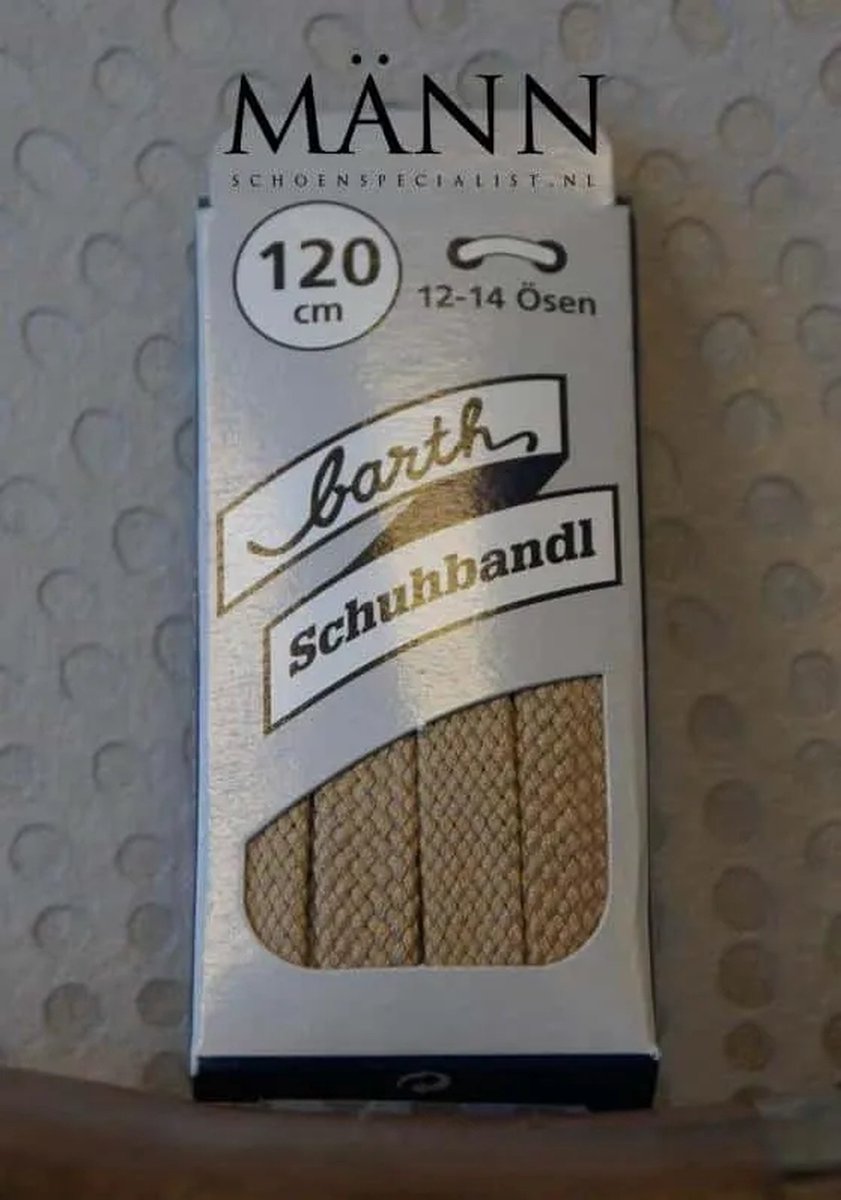 MÄNN
SCHOENSPECIALIST.NL
120
cm
12-14 Ösen
barth
Schuhbandl